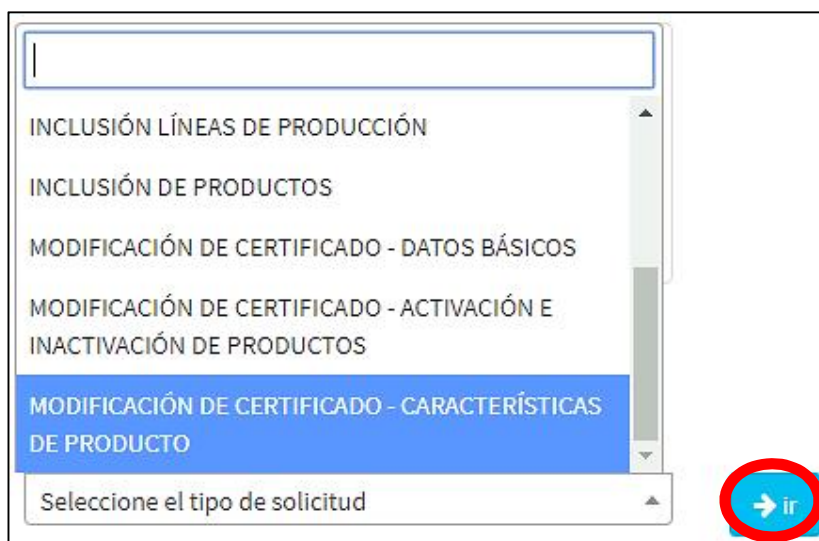 INCLUSIÓN LÍNEAS DE PRODUCCIÓN
INCLUSIÓN DE PRODUCTOS
MODIFICACIÓN DE CERTIFICADO - DATOS BÁSICOS
MODIFICACIÓN DE CERTIFICADO - ACTIVACIÓN E
INACTIVACIÓN DE PRODUCTOS
MODIFICACIÓN DE CERTIFICADO - CARACTERÍSTICAS
DE PRODUCTO
Seleccione el tipo de solicitud
ir